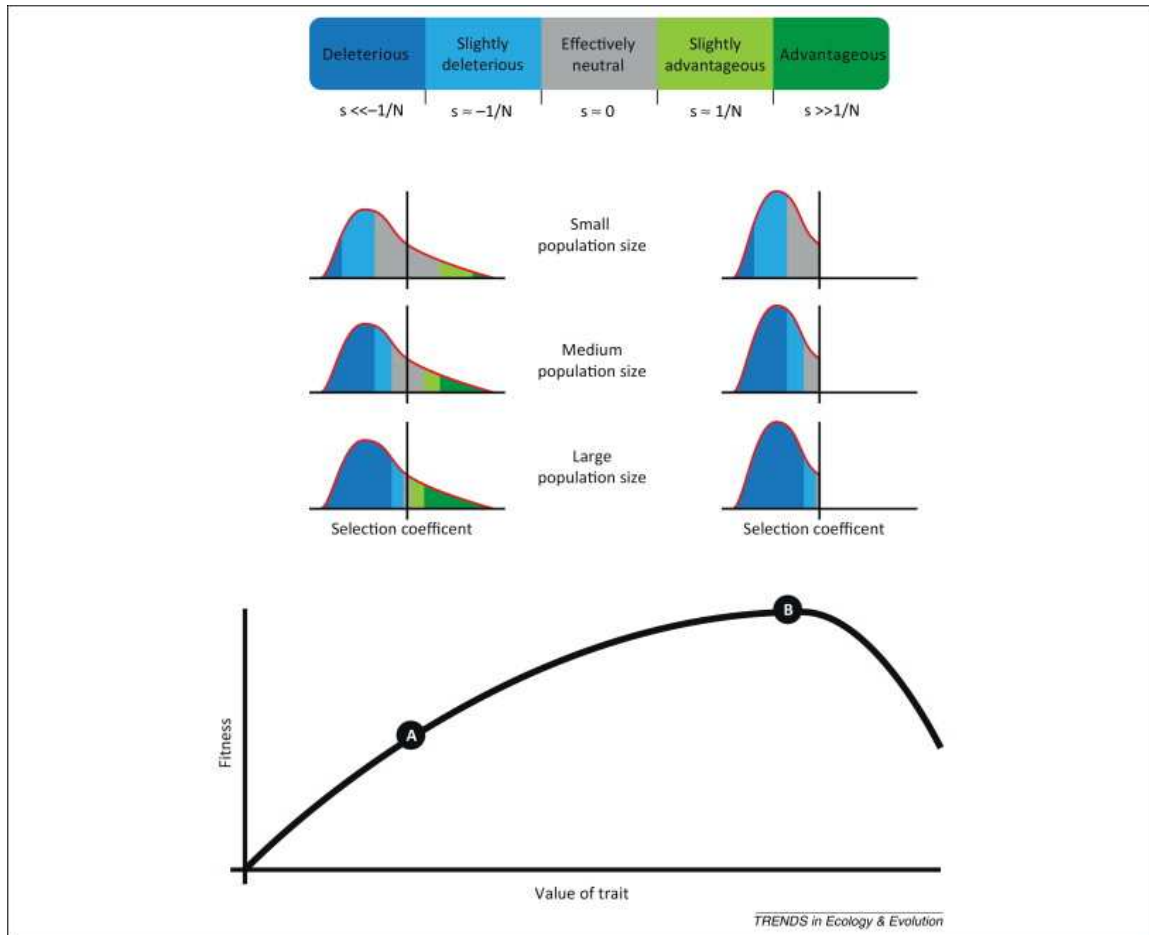 Deleterious
Slightly
deleterious
Effectively
neutral
Slightly
advantageous
Advantageous
s <<–1/N
s = –1/N
s = 0
s = 1/N
s >>1/N
Small
population size
Medium
population size
Large
population size
Selection coefficent
Selection coefficent
B
A
Fitness
Value of trait
TRENDS in Ecology & Evolution